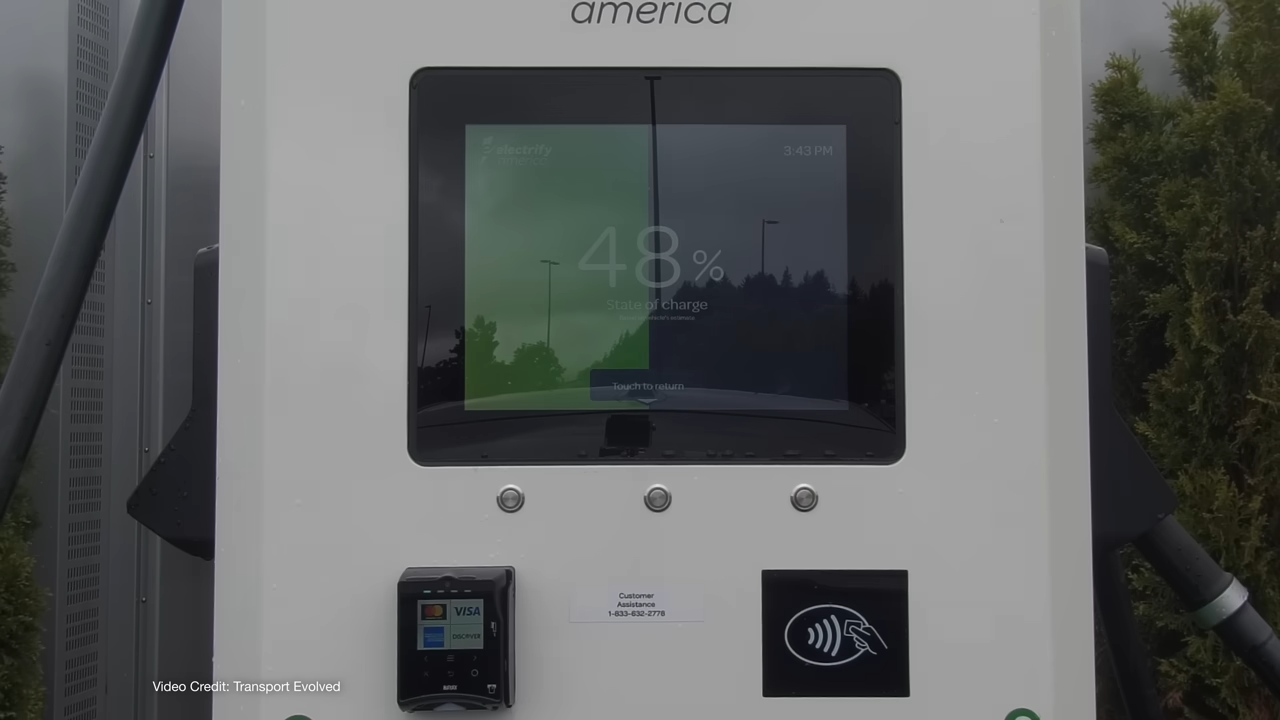 america
electrify
america
3:43 PM
48%
State of charge
Touch to return
Customer
Assistance
1-833-632-2778
VISA
DISCOVER
Video Credit: Transport Evolved